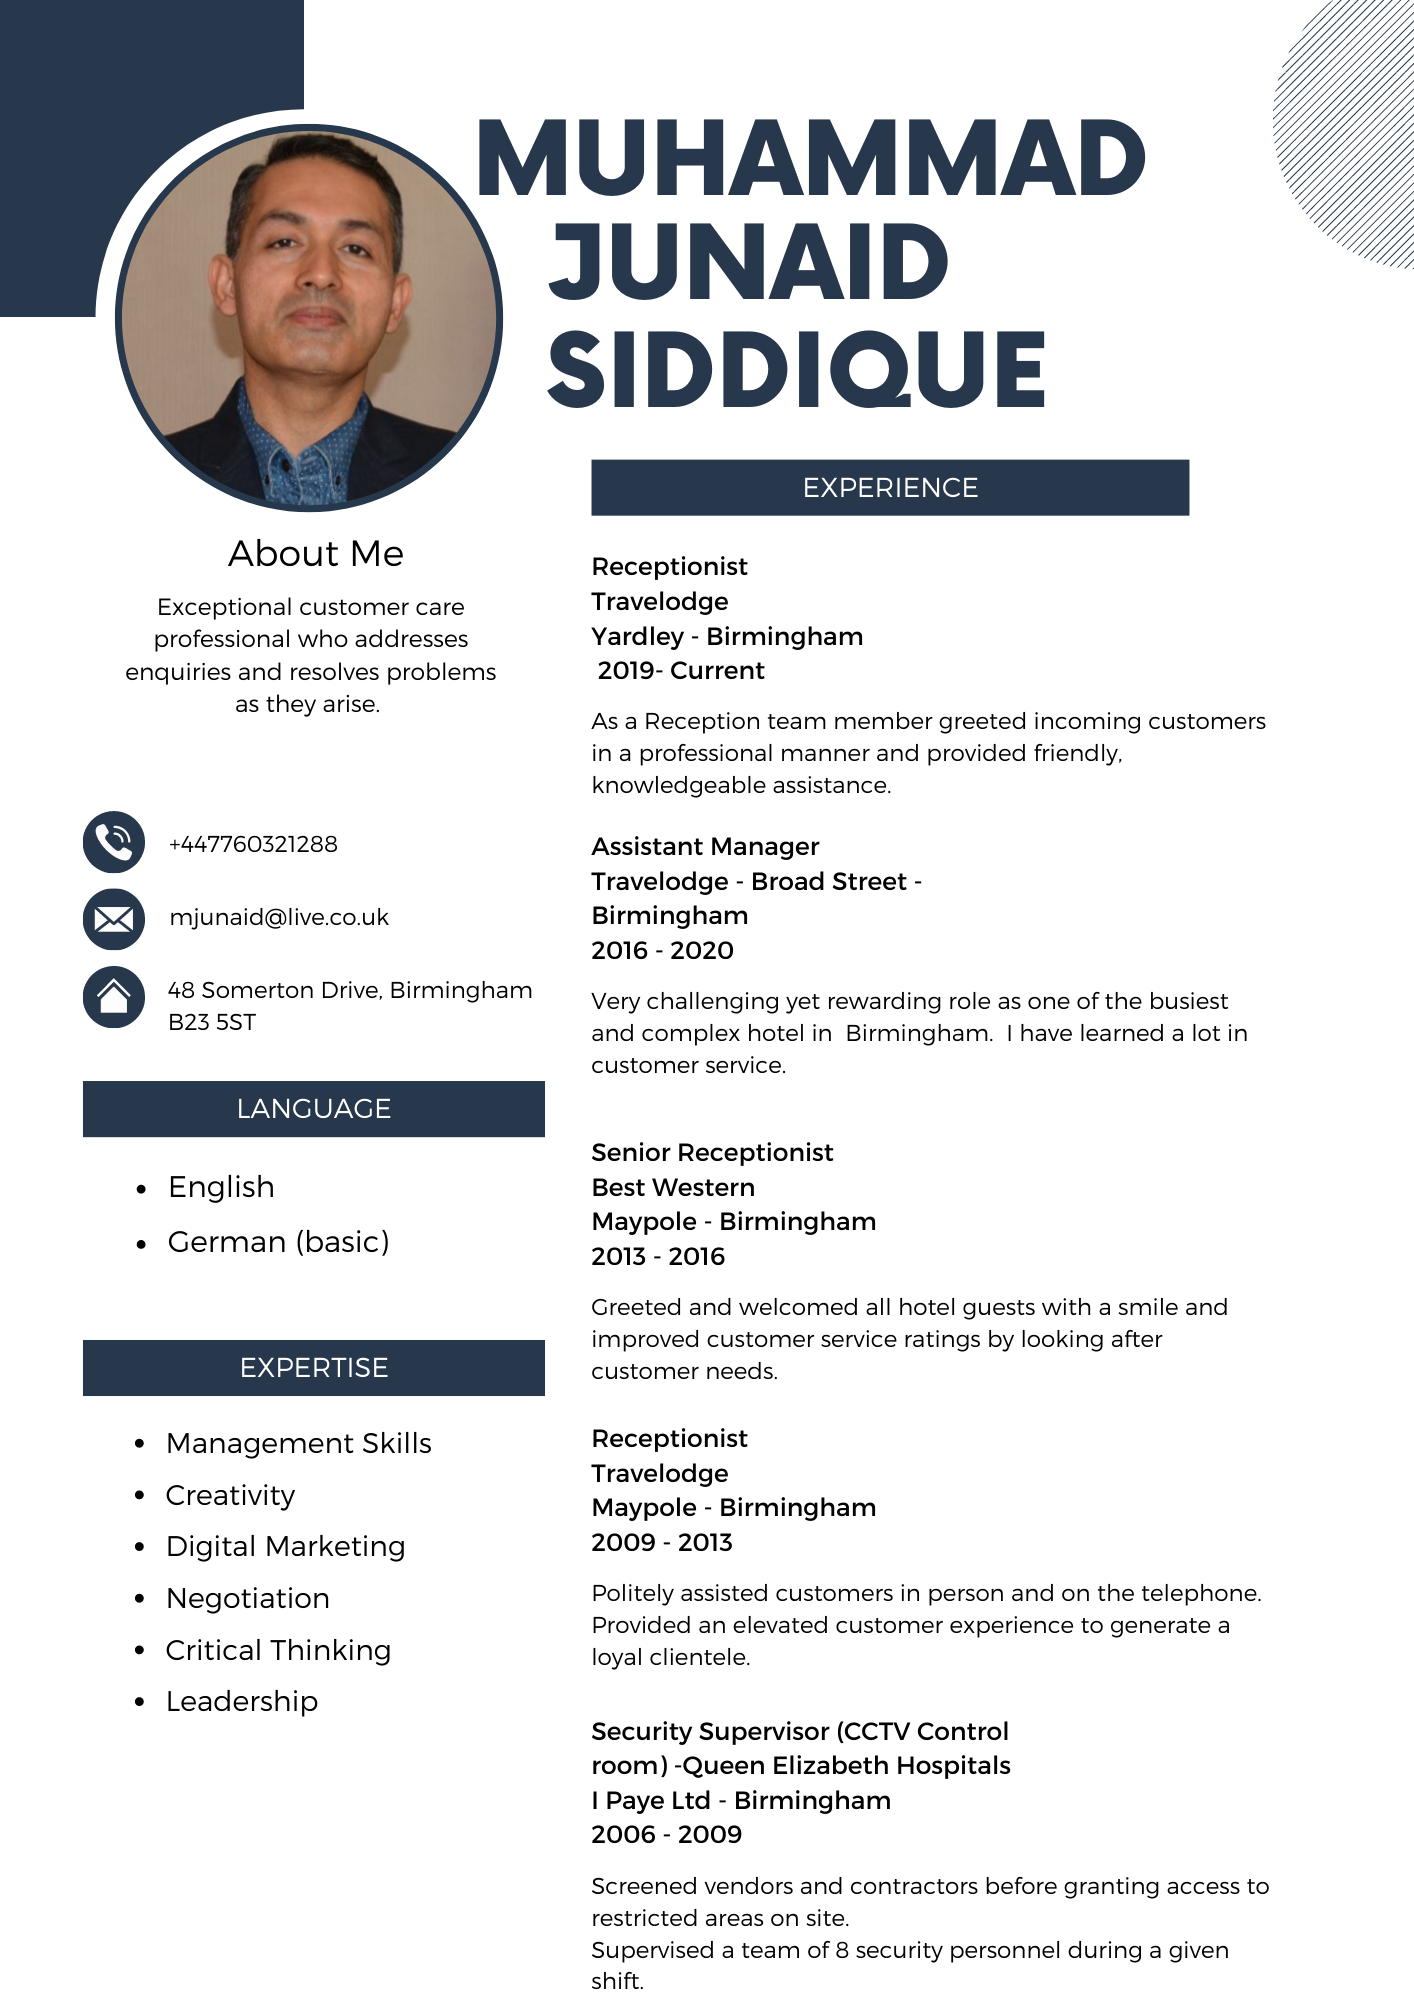 MUHAMMAD
JUNAID
SIDDIQUE
About Me
Exceptional customer care
professional who addresses
enquiries and resolves problems
as they arise.
+447760321288
mjunaid@live.co.uk
48 Somerton Drive, Birmingham
B23 5ST
LANGUAGE
• English
• German (basic)
EXPERTISE
• Management Skills
• Creativity
• Digital Marketing
• Negotiation
• Critical Thinking
• Leadership
EXPERIENCE
Receptionist
Travelodge
Yardley - Birmingham
2019- Current
As a Reception team member greeted incoming customers
in a professional manner and provided friendly,
knowledgeable assistance.
Assistant Manager
Travelodge - Broad Street -
Birmingham
2016 - 2020
Very challenging yet rewarding role as one of the busiest
and complex hotel in  Birmingham.  I have learned a lot in
customer service.
Senior Receptionist
Best Western
Maypole - Birmingham
2013 - 2016
Greeted and welcomed all hotel guests with a smile and
improved customer service ratings by looking after
customer needs.
Receptionist
Travelodge
Maypole - Birmingham
2009 - 2013
Politely assisted customers in person and on the telephone.
Provided an elevated customer experience to generate a
loyal clientele.
Security Supervisor (CCTV Control
room) -Queen Elizabeth Hospitals
I Paye Ltd - Birmingham
2006 - 2009
Screened vendors and contractors before granting access to
restricted areas on site.
Supervised a team of 8 security personnel during a given
shift.